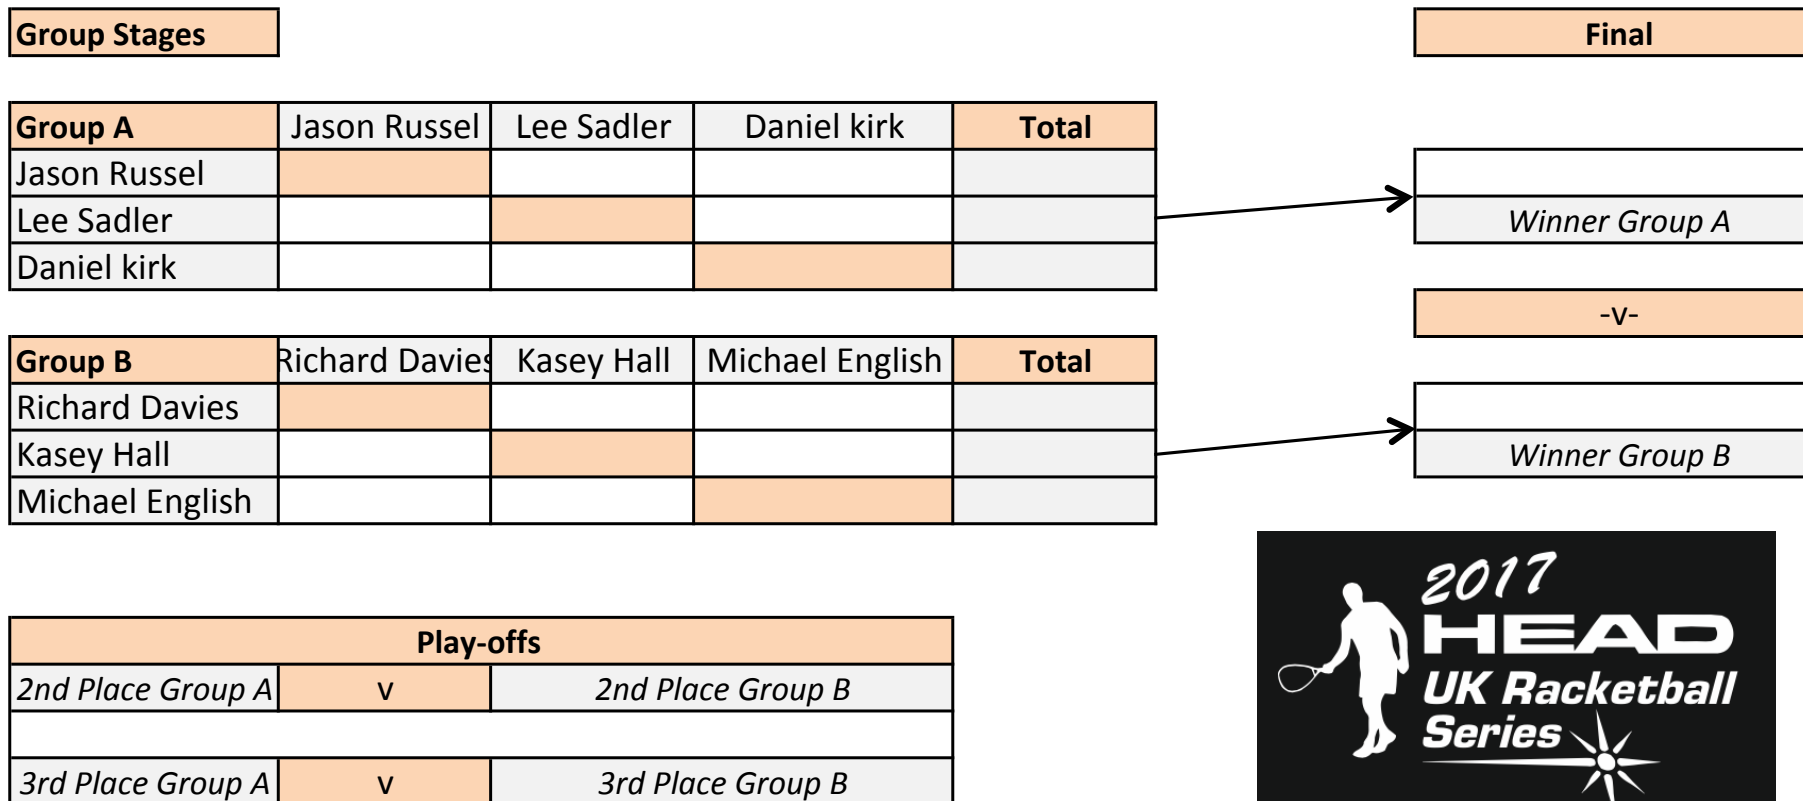 Group Stages
Final
Group A Jason Russel Lee Sadler Daniel kirk Total
Jason Russel
Lee Sadler
Winner Group A
Daniel kirk
-v-
Group B Richard Davies Kasey Hall Michael English Total
Richard Davies
Kasey Hall
Winner Group B
Michael English
Play-offs
2nd Place Group A v 2nd Place Group B
3rd Place Group A v 3rd Place Group B
2017
HEAD
UK Racketball
Series